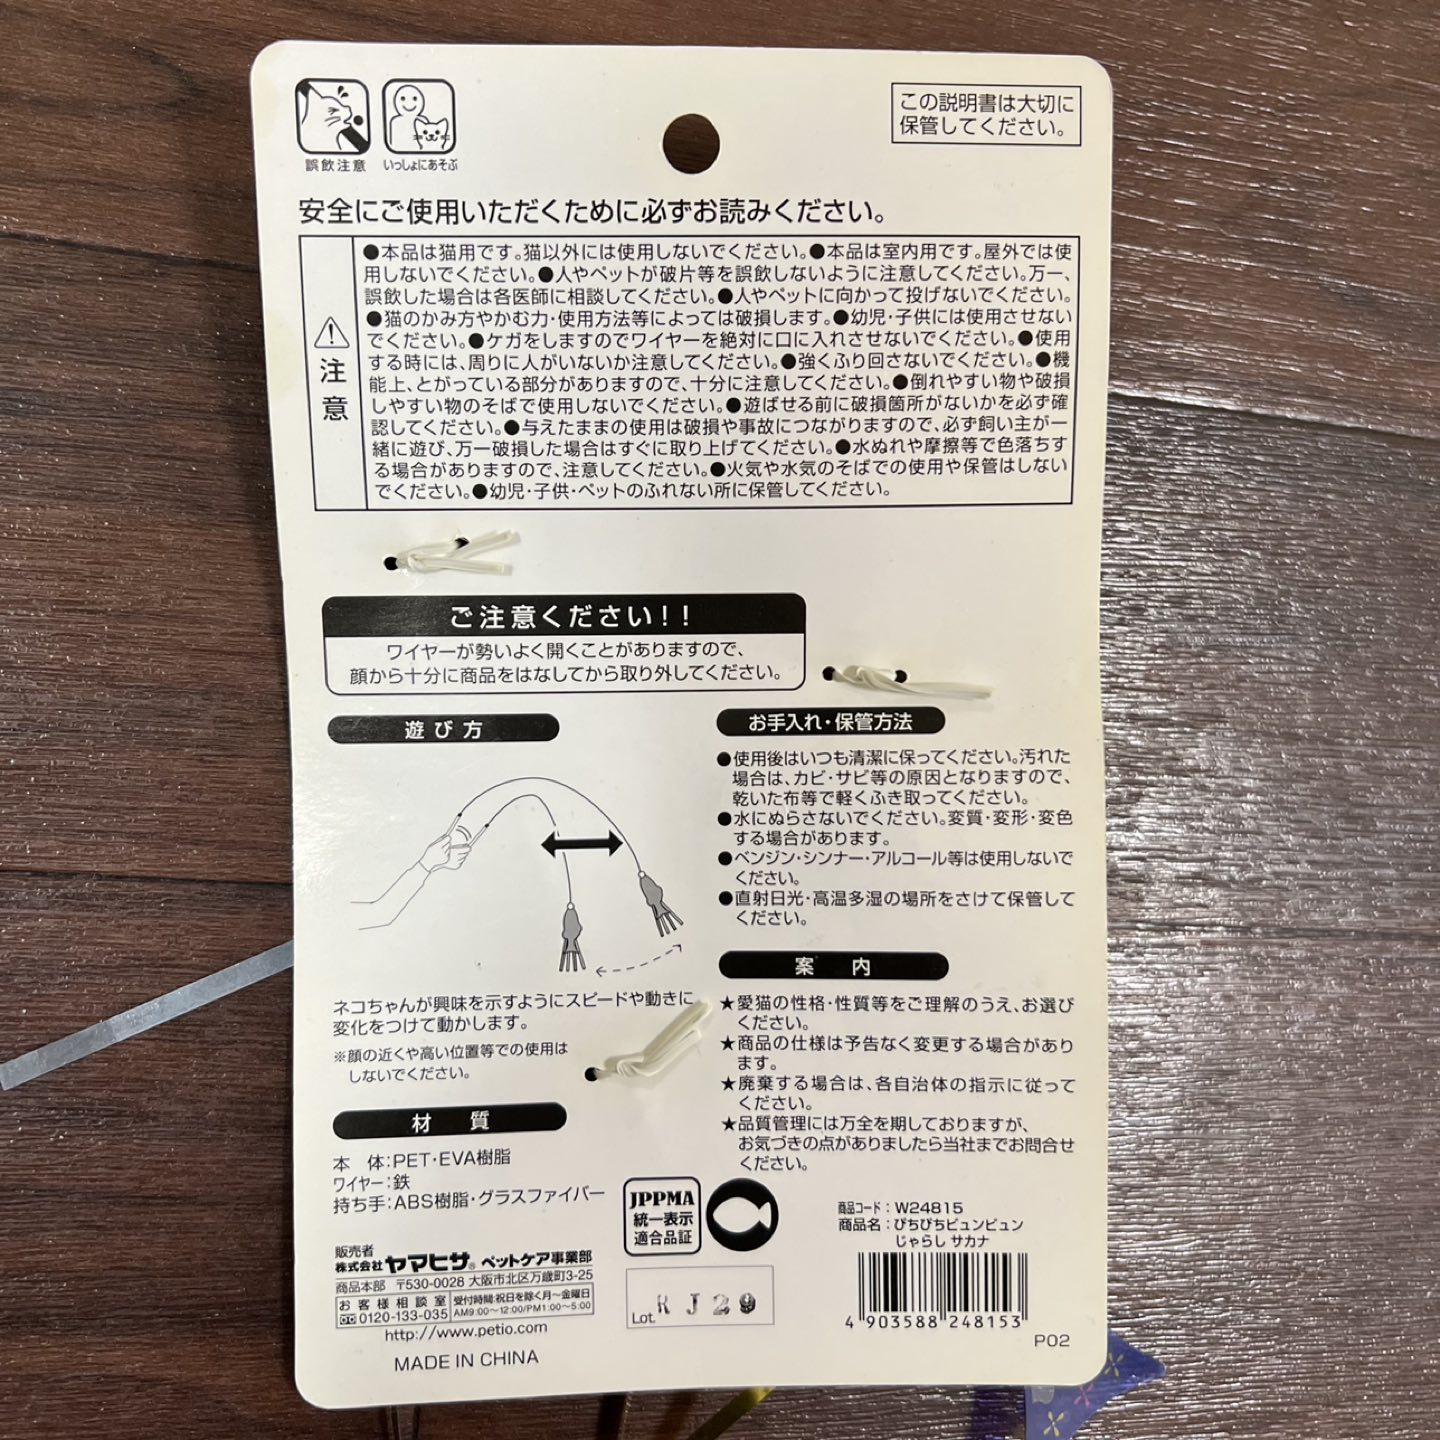 誤飲注意
いっしょにあそぶ
この説明書は大切に
保管してください。
安全にご使用いただくために必ずお読みください。
注意
●本品は猫用です。猫以外には使用しないでください。●本品は室内用です。屋外では使
用しないでください。●人やペットが破片等を誤飲しないように注意してください。万一、
誤飲した場合は各医師に相談してください。●人やペットに向かって投げないでください。
●猫のかみ方やかむ力・使用方法等によっては破損します。●幼児・子供には使用させない
でください。●ケガをしますのでワイヤーを絶対に口に入れさせないでください。●使用
する時には、周りに人がいないか注意してください。●強くふり回さないでください。●機
能上、とがっている部分がありますので、十分に注意してください。●倒れやすい物や破損
しやすい物のそばで使用しないでください。●遊ばせる前に破損箇所がないかを必ず確
認してください。●与えたままの使用は破損や事故につながりますので、必ず飼い主が一
緒に遊び、万一破損した場合はすぐに取り上げてください。●水ぬれや摩擦等で色落ちす
る場合がありますので、注意してください。●火気や水気のそばでの使用や保管はしない
でください。●幼児・子供・ペットのふれない所に保管してください。
ご注意ください!!
ワイヤーが勢いよく開くことがありますので、
顔から十分に商品をはなしてから取り外してください。
遊び方
ネコちゃんが興味を示すようにスピードや動きに
変化をつけて動かします。
※顔の近くや高い位置等での使用は
しないでください。
材質
本 体:PET・EVA樹脂
ワイヤー:鉄
持ち手:ABS樹脂・グラスファイバー
お手入れ・保管方法
●使用後はいつも清潔に保ってください。汚れた
場合は、カビ・サビ等の原因となりますので、
乾いた布等で軽くふき取ってください。
●水にぬらさないでください。変質・変形・変色
する場合があります。
●ベンジン・シンナー・アルコール等は使用しないで
ください。
●直射日光・高温多湿の場所をさけて保管して
ください。
案内
★愛猫の性格・性質等をご理解のうえ、お選び
ください。
★商品の仕様は予告なく変更する場合があり
ます。
★廃棄する場合は、各自治体の指示に従って
ください。
★品質管理には万全を期しておりますが、
お気づきの点がありましたら当社までお問合せ
ください。
販売者
株式会社ヤマヒサ® ペットケア事業部
商品本部 〒530-0028 大阪市北区万歳町3-25
お客様相談室
0120-133-035
受付時間:祝日を除く月～金曜日
AM9:00～12:00/PM1:00～5:00
http://www.petio.com
MADE IN CHINA
JPPMA
統一表示
適合品証
Lot. R J 29
商品コード:W24815
商品名:ぴちぴちビュンビュン
じゃらし サカナ
4 903588 248153
P02